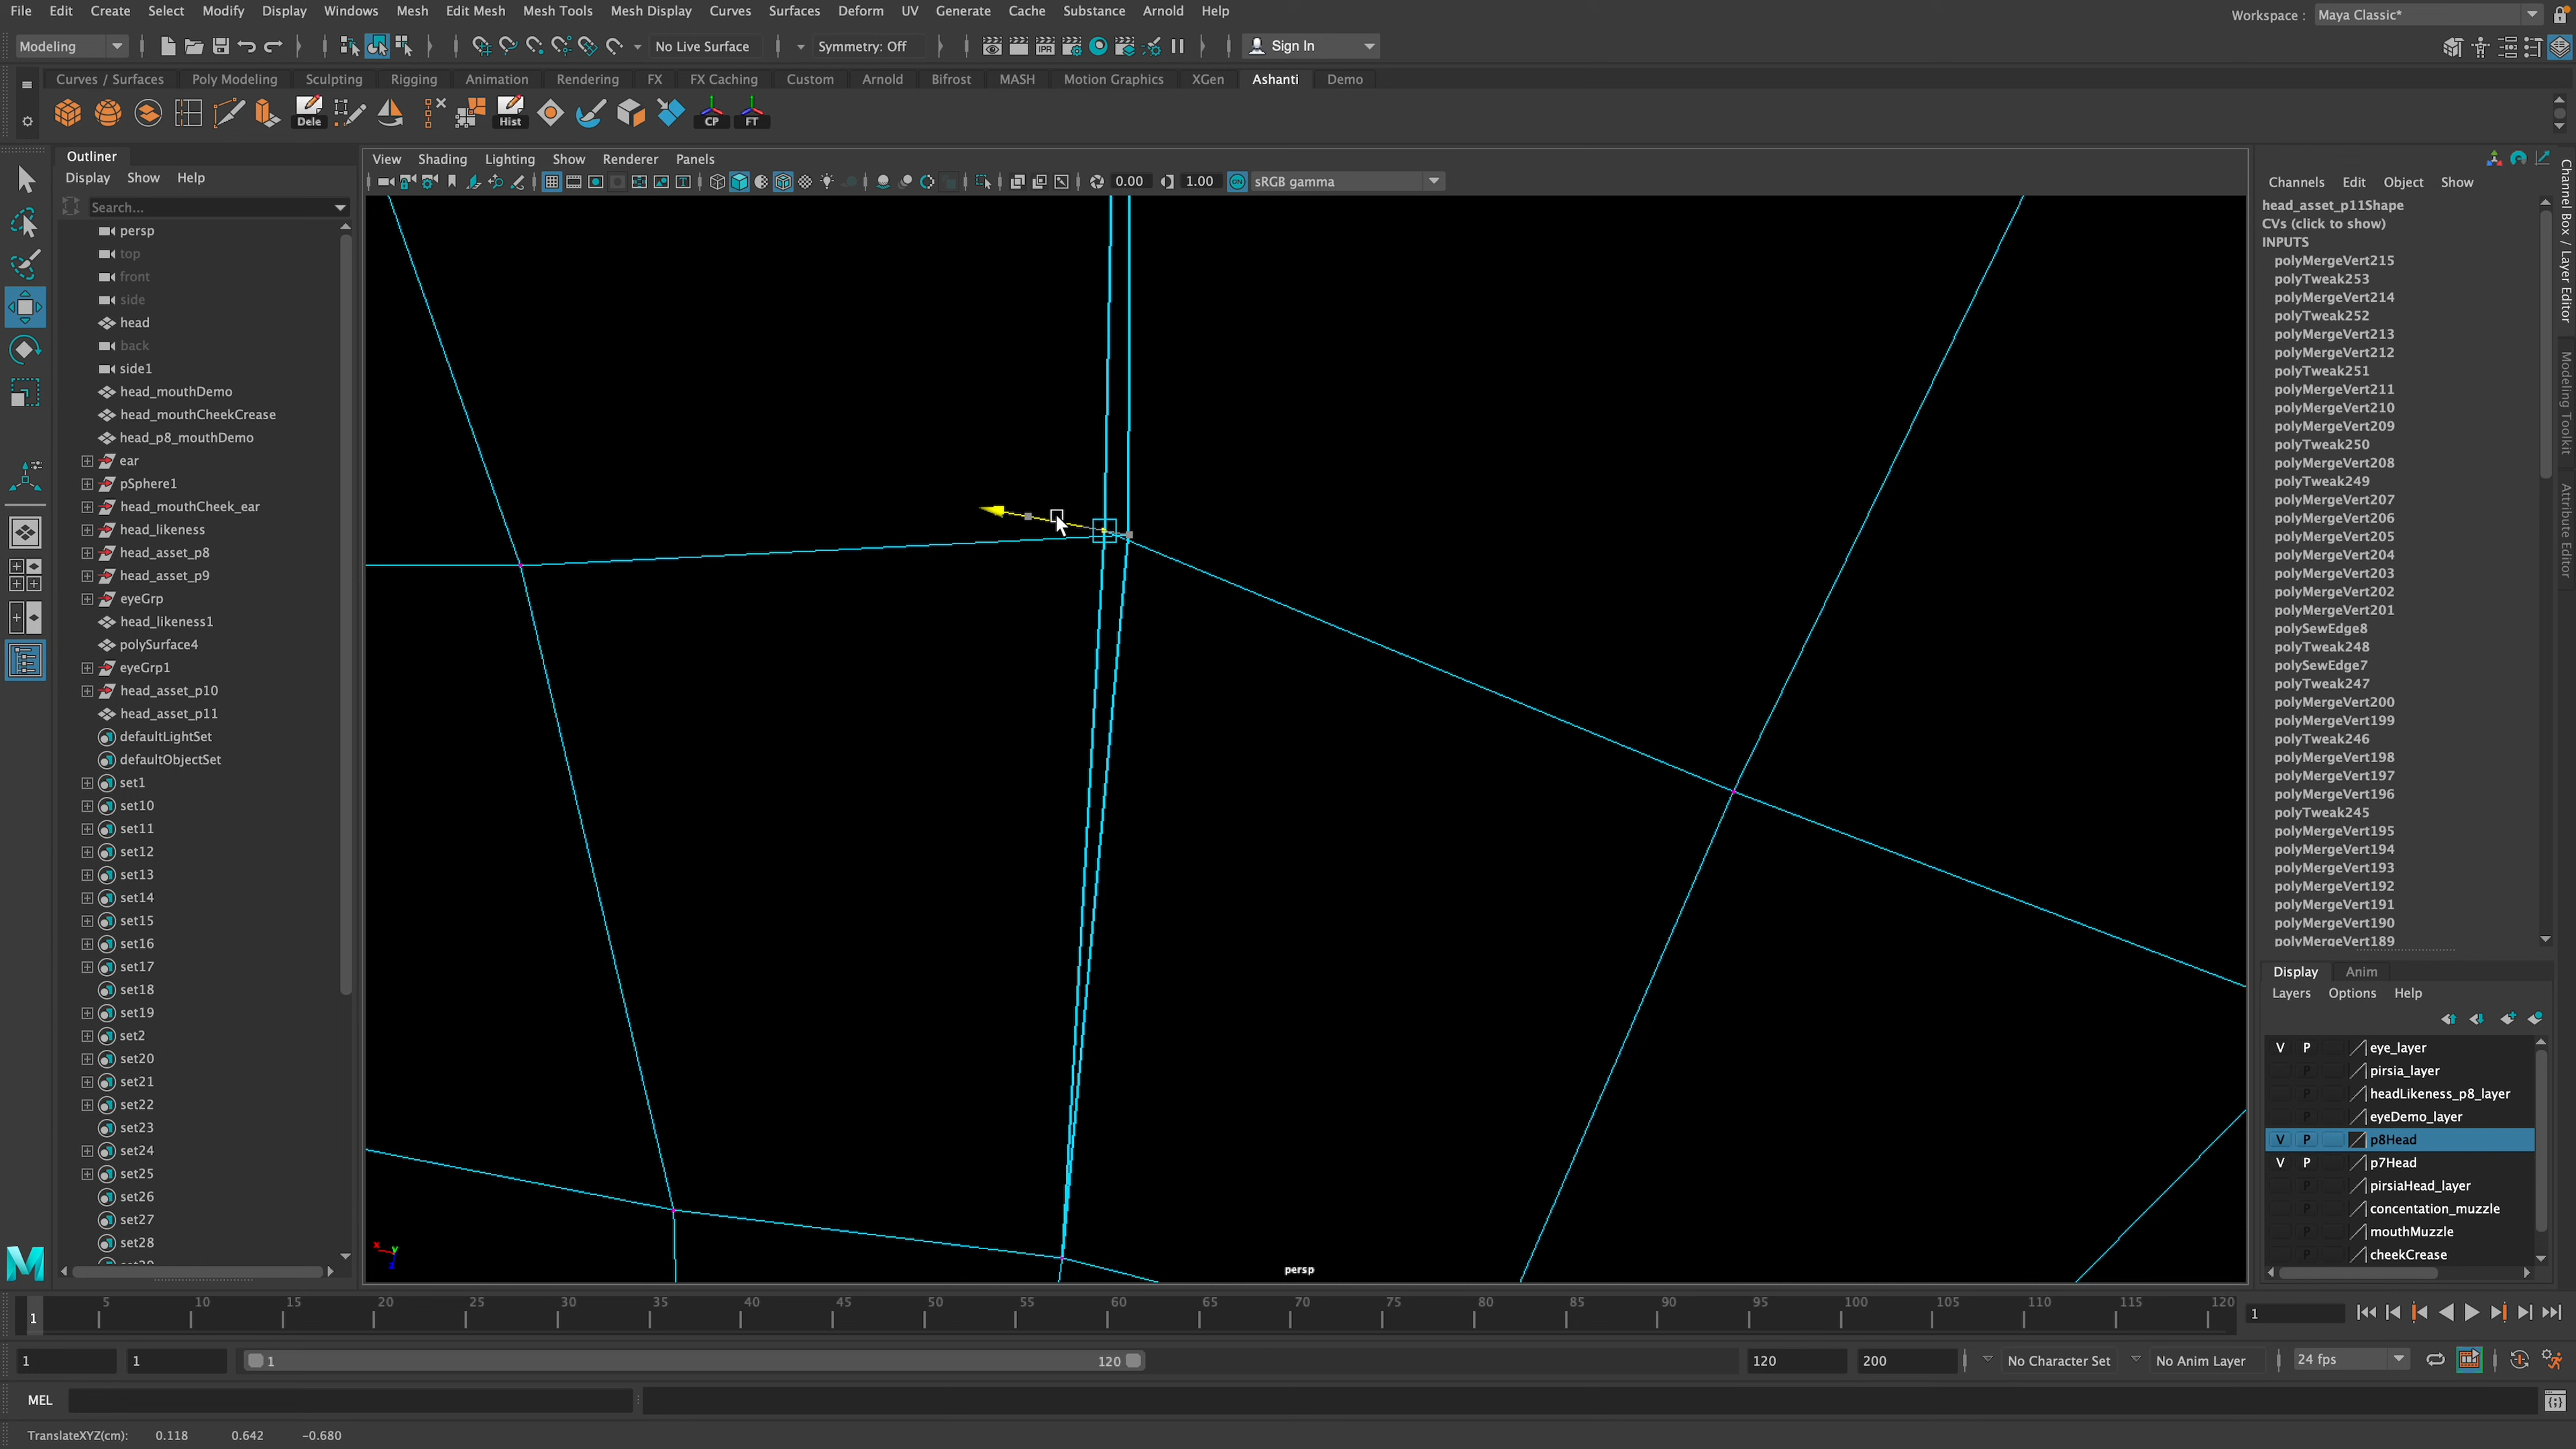 File Edit Create Select Modify Display Windows Mesh Edit Mesh Mesh Tools Mesh Display Curves Surfaces Deform UV Generate Cache Substance Arnold Help
Workspace : Maya Classic*
Modeling No Live Surface Symmetry: Off IPR Sign In
Curves / Surfaces Poly Modeling Sculpting Rigging Animation Rendering FX FX Caching Custom Arnold Bifrost MASH Motion Graphics XGen Ashanti Demo
Dele Hist CP FT
Outliner
Display Show Help
Search...
persp
top
front
side
head
back
side1
head_mouthDemo
head_mouthCheekCrease
head_p8_mouthDemo
ear
pSphere1
head_mouthCheek_ear
head_likeness
head_asset_p8
head_asset_p9
eyeGrp
head_likeness1
polySurface4
eyeGrp1
head_asset_p10
head_asset_p11
defaultLightSet
defaultObjectSet
set1
set10
set11
set12
set13
set14
set15
set16
set17
set18
set19
set2
set20
set21
set22
set23
set24
set25
set26
set27
set28
View Shading Lighting Show Renderer Panels
0.00 1.00 ON sRGB gamma
x y z
persp
Channels Edit Object Show
head_asset_p11Shape
CVs (click to show)
INPUTS
polyMergeVert215
polyTweak253
polyMergeVert214
polyTweak252
polyMergeVert213
polyMergeVert212
polyTweak251
polyMergeVert211
polyMergeVert210
polyMergeVert209
polyTweak250
polyMergeVert208
polyTweak249
polyMergeVert207
polyMergeVert206
polyMergeVert205
polyMergeVert204
polyMergeVert203
polyMergeVert202
polyMergeVert201
polySewEdge8
polyTweak248
polySewEdge7
polyTweak247
polyMergeVert200
polyMergeVert199
polyTweak246
polyMergeVert198
polyMergeVert197
polyMergeVert196
polyTweak245
polyMergeVert195
polyMergeVert194
polyMergeVert193
polyMergeVert192
polyMergeVert191
polyMergeVert190
polyMergeVert189
Channel Box / Layer Editor
Modeling Toolkit
Attribute Editor
Display Anim
Layers Options Help
V P eye_layer
P pirsia_layer
P headLikeness_p8_layer
P eyeDemo_layer
V P p8Head
V P p7Head
P pirsiaHead_layer
P concentation_muzzle
P mouthMuzzle
P cheekCrease
1 5 10 15 20 25 30 35 40 45 50 55 60 65 70 75 80 85 90 95 100 105 110 115 120 1
1 1 1 120 120 200 No Character Set No Anim Layer 24 fps
MEL
TranslateXYZ(cm): 0.118 0.642 -0.680